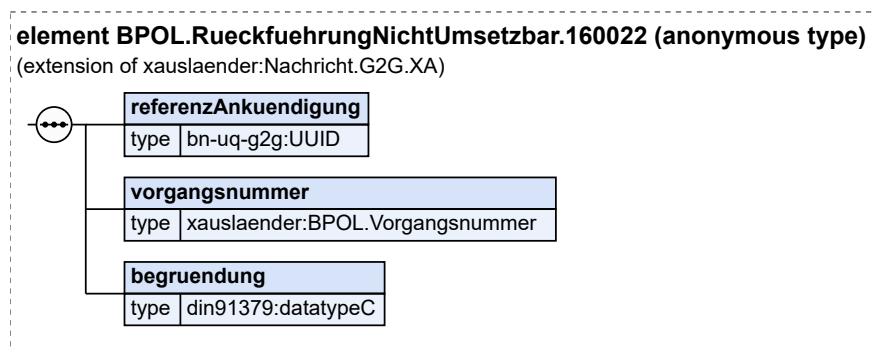 element BPOL.RueckfuehrungNichtUmsetzbar.160022 (anonymous type)
(extension of xauslaender:Nachricht.G2G.XA)
referenzAnkuendigung
type bn-uq-g2g:UUID
vorgangsnummer
type xauslaender:BPOL.Vorgangsnummer
begruendung
type din91379:datatypeC